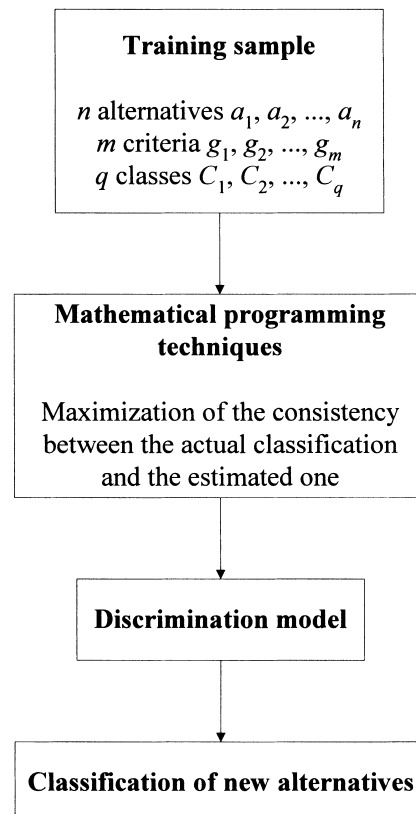 Training sample
n alternatives a1, a2, ..., an
m criteria g1, g2, ..., gm
q classes C1, C2, ..., Cq
Mathematical programming
techniques
Maximization of the consistency
between the actual classification
and the estimated one
Discrimination model
Classification of new alternatives